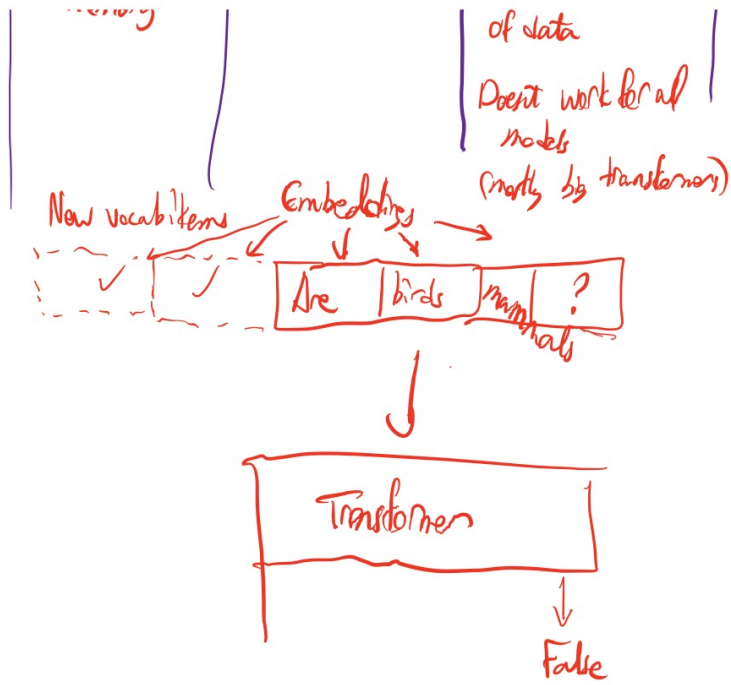 of data
Doesn't work for all
models
(mostly big transformers)
New vocab items
Embeddings
Are birds mammals ?
Transformer
False